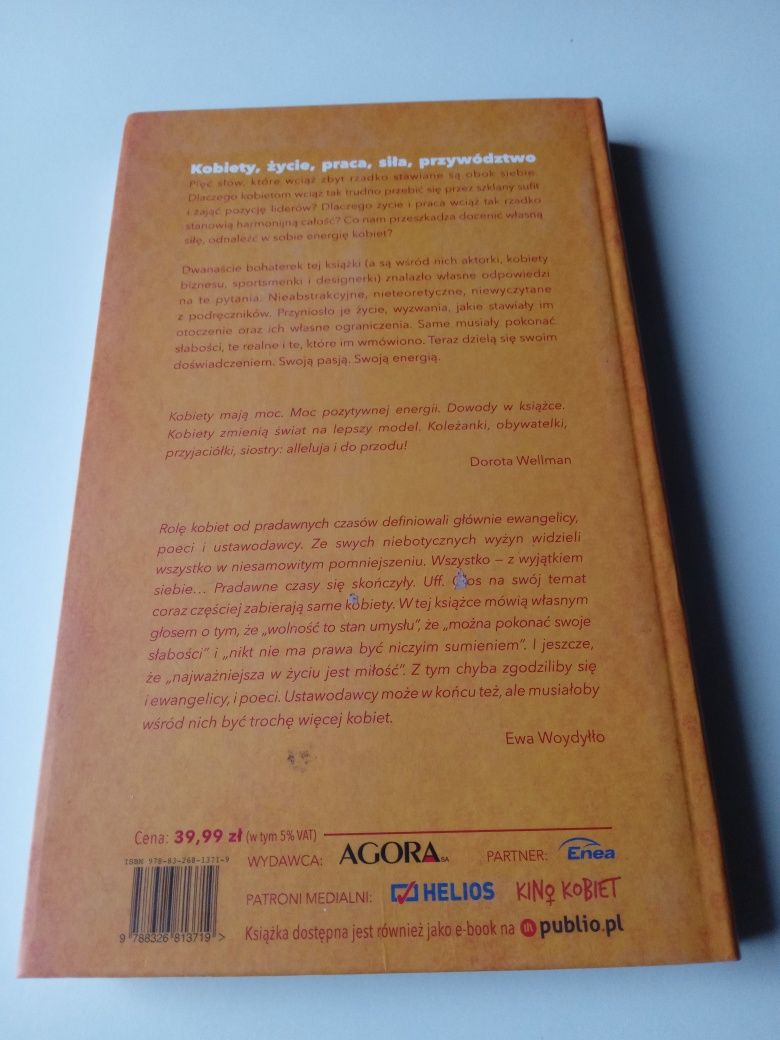 Kobiety, życie, praca, siła, przywództwo
Pięć słów, które wciąż zbyt rzadko stawiane są obok siebie.
Dlaczego kobietom wciąż tak trudno przebić się przez szklany sufit
i zająć pozycję liderów? Dlaczego życie i praca wciąż tak rzadko
stanowią harmonijną całość? Co nam przeszkadza docenić własną
siłę, odnaleźć w sobie energię kobiet?
Dwanaście bohaterek tej książki (a są wśród nich aktorki, kobiety
biznesu, sportsmenki i designerki) znalazło własne odpowiedzi
na te pytania. Nieabstrakcyjne, nieteoretyczne, niewyczytane
z podręczników. Przyniosło je życie, wyzwania, jakie stawiały im
otoczenie oraz ich własne ograniczenia. Same musiały pokonać
słabości, te realne i te, które im wmówiono. Teraz dzielą się swoim
doświadczeniem. Swoją pasją. Swoją energią.
Kobiety mają moc. Moc pozytywnej energii. Dowody w książce.
Kobiety zmienią świat na lepszy model. Koleżanki, obywatelki,
przyjaciółki, siostry: alleluja i do przodu!
Dorota Wellman
Rolę kobiet od pradawnych czasów definiowali głównie ewangelicy,
poeci i ustawodawcy. Ze swych niebotycznych wyżyn widzieli
wszystko w niesamowitym pomniejszeniu. Wszystko – z wyjątkiem
siebie... Pradawne czasy się skończyły. Uff. Głos na swój temat
coraz częściej zabierają same kobiety. W tej książce mówią własnym
głosem o tym, że „wolność to stan umysłu”, że „można pokonać swoje
słabości” i „nikt nie ma prawa być niczyim sumieniem”. I jeszcze,
że „najważniejsza w życiu jest miłość”. Z tym chyba zgodziliby się
i ewangelicy, i poeci. Ustawodawcy może w końcu też, ale musiałoby
wśród nich być trochę więcej kobiet.
Ewa Woydyłło
Cena: 39,99 zł (w tym 5% VAT)
ISBN 978-83-268-1371-9
WYDAWCA: AGORA SA PARTNER: Enea
PATRONI MEDIALNI: HELIOS KINO KOBIET
9 788326 813719 >
Książka dostępna jest również jako e-book na publio.pl